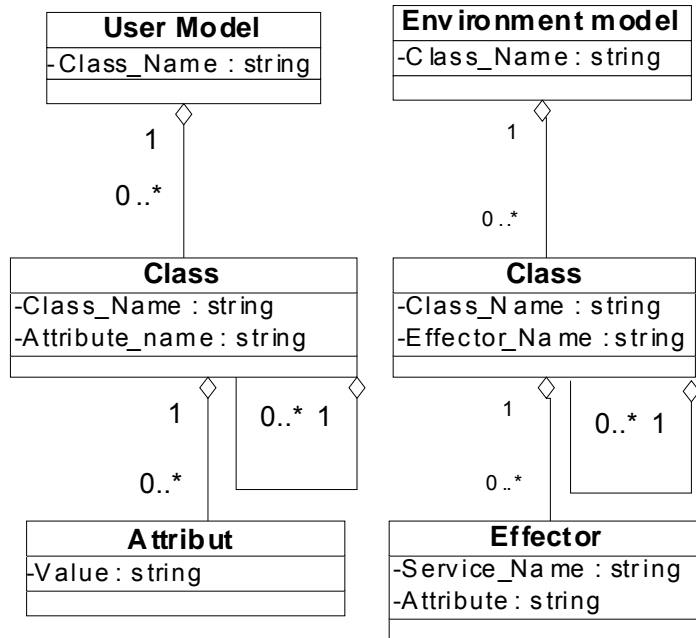 User Model
-Class_Name : string
1
0..*
Class
-Class_Name : string
-Attribute_name : string
1
0..* 1
0..*
Attribut
-Value : string
Environment model
-Class_Name : string
1
0..*
Class
-Class_Name : string
-Effector_Name : string
1
0..* 1
0..*
Effector
-Service_Name : string
-Attribute : string